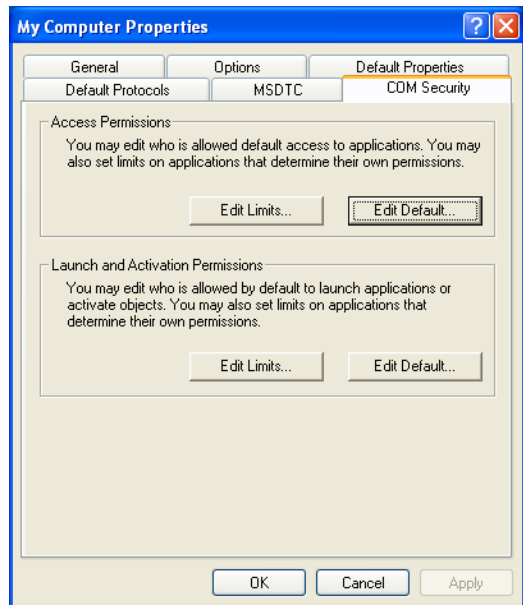 My Computer Properties
General Options Default Properties
Default Protocols MSDTC COM Security
Access Permissions
You may edit who is allowed default access to applications. You may
also set limits on applications that determine their own permissions.
Edit Limits... Edit Default...
Launch and Activation Permissions
You may edit who is allowed by default to launch applications or
activate objects. You may also set limits on applications that
determine their own permissions.
Edit Limits... Edit Default...
OK Cancel Apply